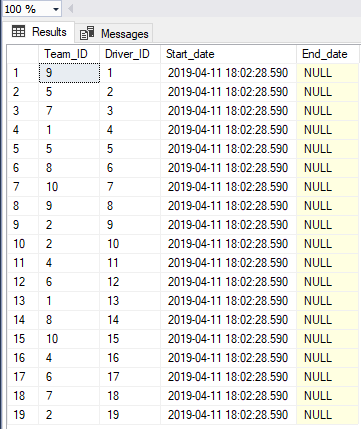 100 %
Results Messages
Team_ID Driver_ID Start_date End_date
1 9 1 2019-04-11 18:02:28.590 NULL
2 5 2 2019-04-11 18:02:28.590 NULL
3 7 3 2019-04-11 18:02:28.590 NULL
4 1 4 2019-04-11 18:02:28.590 NULL
5 5 5 2019-04-11 18:02:28.590 NULL
6 8 6 2019-04-11 18:02:28.590 NULL
7 10 7 2019-04-11 18:02:28.590 NULL
8 9 8 2019-04-11 18:02:28.590 NULL
9 2 9 2019-04-11 18:02:28.590 NULL
10 2 10 2019-04-11 18:02:28.590 NULL
11 4 11 2019-04-11 18:02:28.590 NULL
12 6 12 2019-04-11 18:02:28.590 NULL
13 1 13 2019-04-11 18:02:28.590 NULL
14 8 14 2019-04-11 18:02:28.590 NULL
15 10 15 2019-04-11 18:02:28.590 NULL
16 4 16 2019-04-11 18:02:28.590 NULL
17 6 17 2019-04-11 18:02:28.590 NULL
18 7 18 2019-04-11 18:02:28.590 NULL
19 2 19 2019-04-11 18:02:28.590 NULL